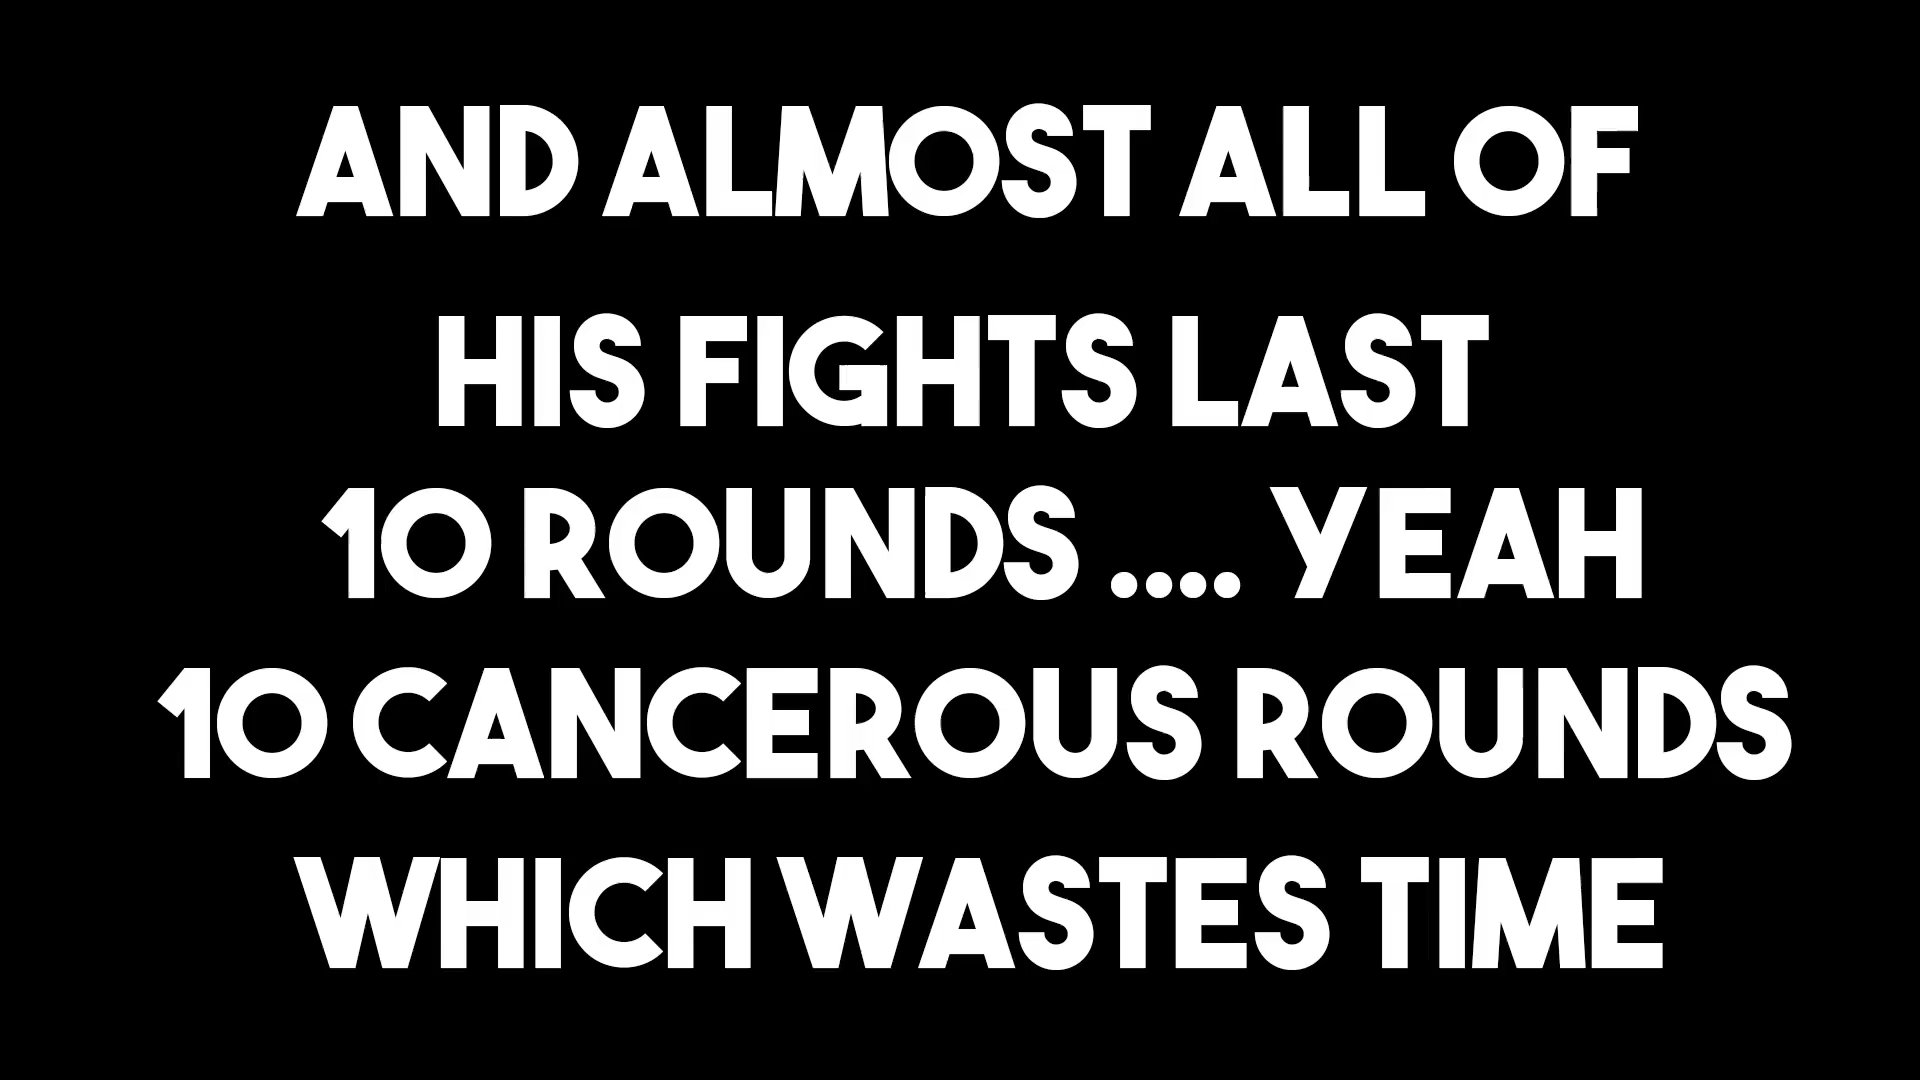 AND ALMOST ALL OF
HIS FIGHTS LAST
10 ROUNDS .... YEAH
10 CANCEROUS ROUNDS
WHICH WASTES TIME